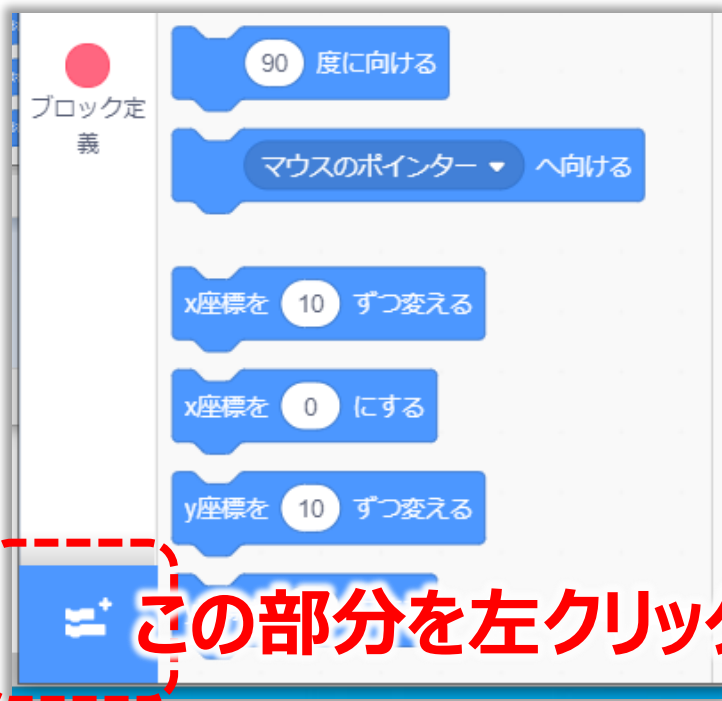 90 度に向ける
ブロック定
義
マウスのポインター へ向ける
x座標を 10 ずつ変える
x座標を 0 にする
y座標を 10 ずつ変える
この部分を左クリック